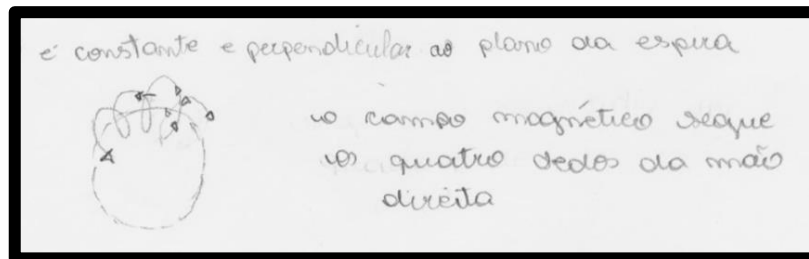 é constante e perpendicular ao plano da espira
o campo magnético segue
os quatro dedos da mão
direita